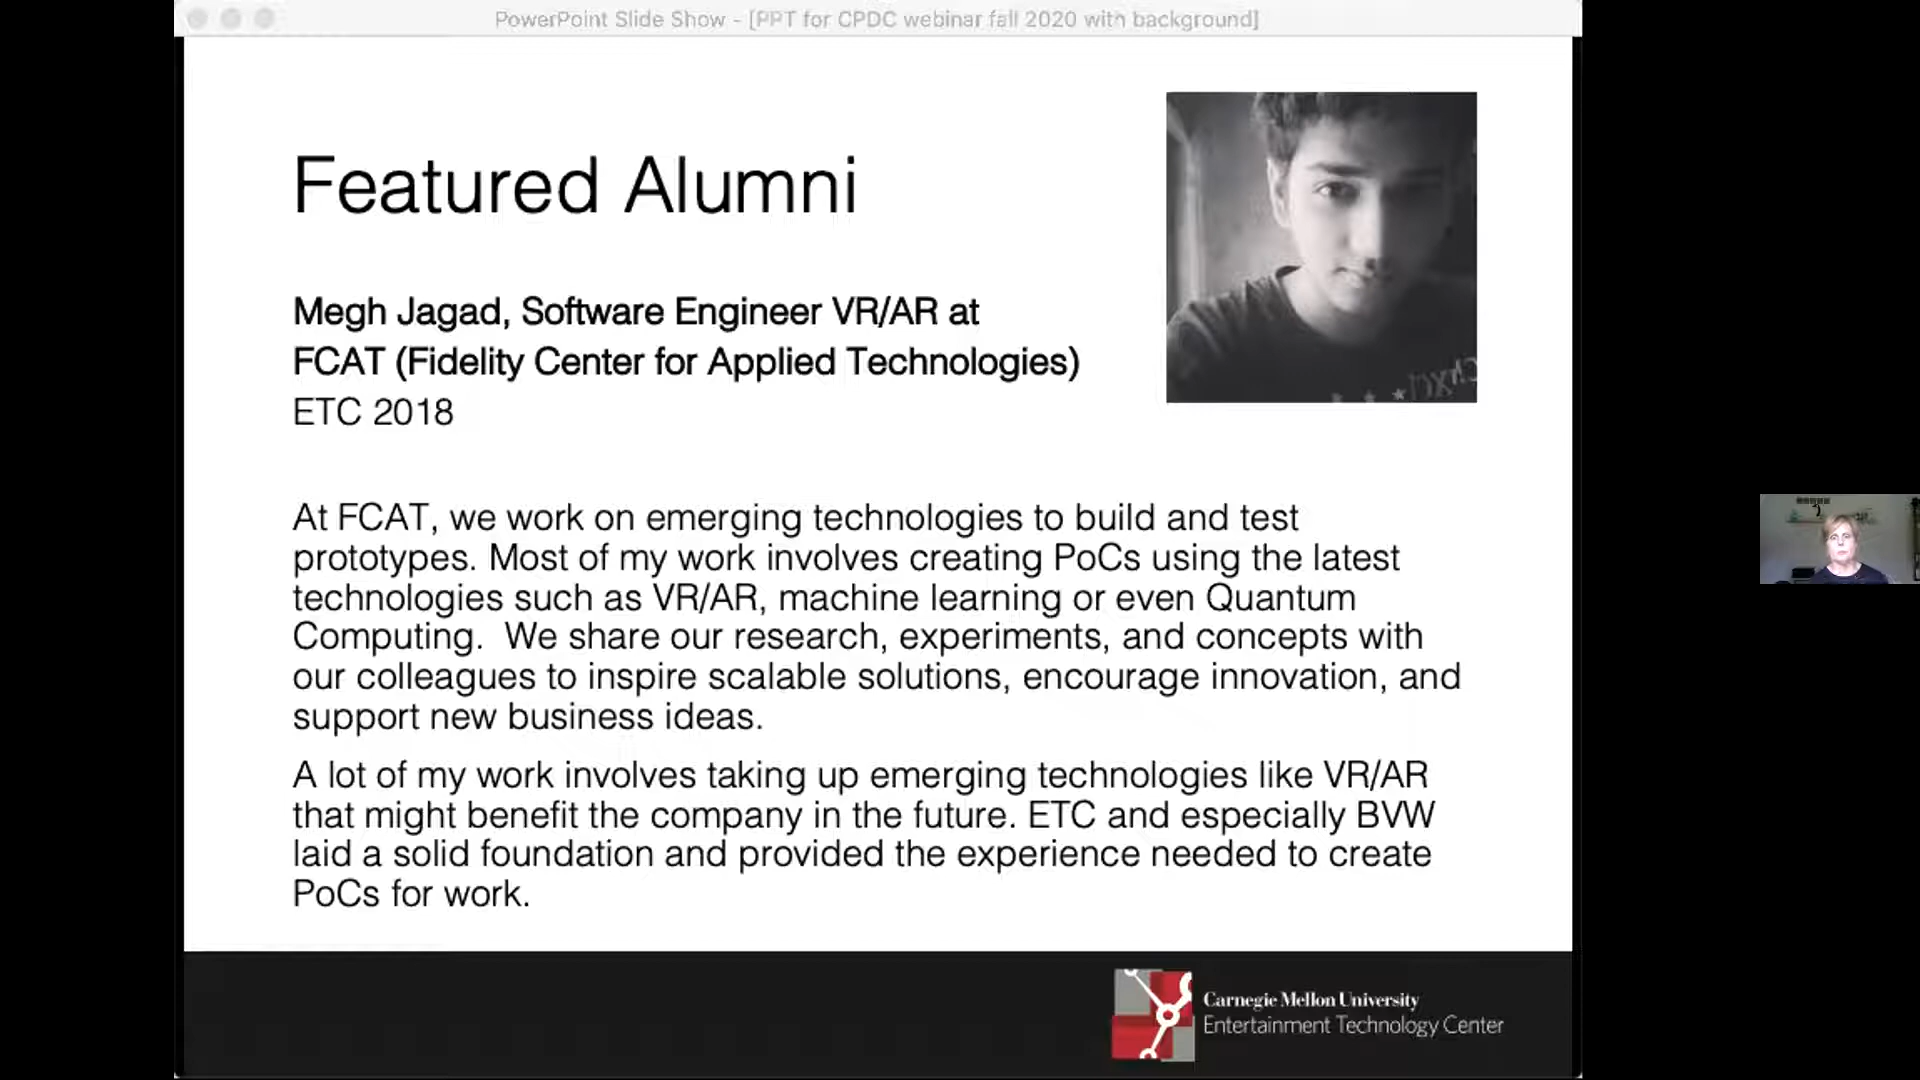 PowerPoint Slide Show - [PPT for CPDC webinar fall 2020 with background]
Featured Alumni
Megh Jagad, Software Engineer VR/AR at
FCAT (Fidelity Center for Applied Technologies)
ETC 2018
At FCAT, we work on emerging technologies to build and test
prototypes. Most of my work involves creating PoCs using the latest
technologies such as VR/AR, machine learning or even Quantum
Computing.  We share our research, experiments, and concepts with
our colleagues to inspire scalable solutions, encourage innovation, and
support new business ideas.
A lot of my work involves taking up emerging technologies like VR/AR
that might benefit the company in the future. ETC and especially BVW
laid a solid foundation and provided the experience needed to create
PoCs for work.
Carnegie Mellon University
Entertainment Technology Center